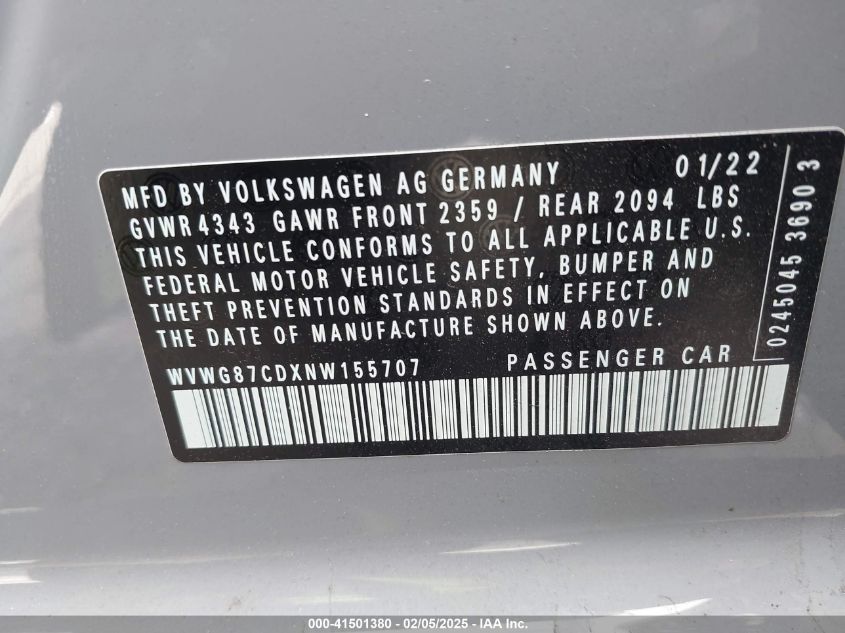 MFD BY VOLKSWAGEN AG GERMANY 01/22
GVWR 4343 GAWR FRONT 2359 / REAR 2094 LBS
THIS VEHICLE CONFORMS TO ALL APPLICABLE U.S.
FEDERAL MOTOR VEHICLE SAFETY, BUMPER AND
THEFT PREVENTION STANDARDS IN EFFECT ON
THE DATE OF MANUFACTURE SHOWN ABOVE.
WVWG87CDXNW155707 PASSENGER CAR
0245045 3690 3
000-41501380 - 02/05/2025 - IAA Inc.